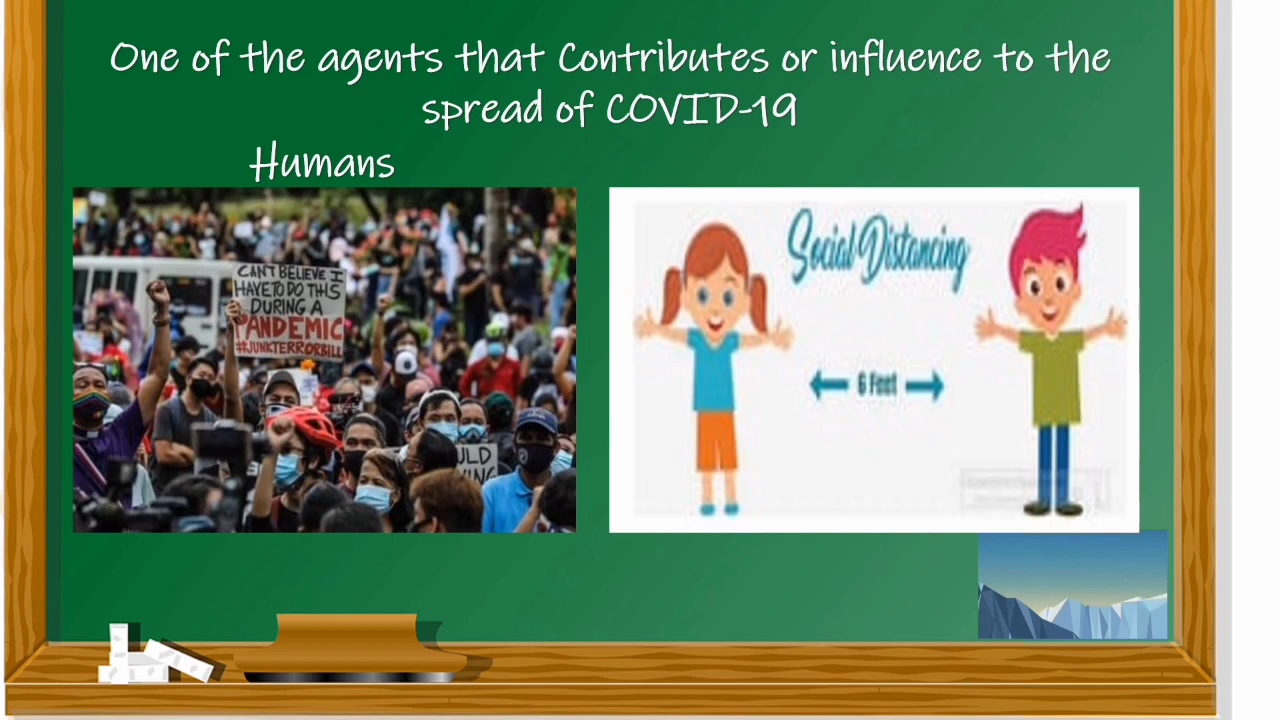 One of the agents that Contributes or influence to the
spread of COVID-19
Humans
CAN'T BELIEVE I
HAVE TO DO THIS
DURING A
PANDEMIC
#JUNKTERRORBILL
Social Distancing
6 Feet